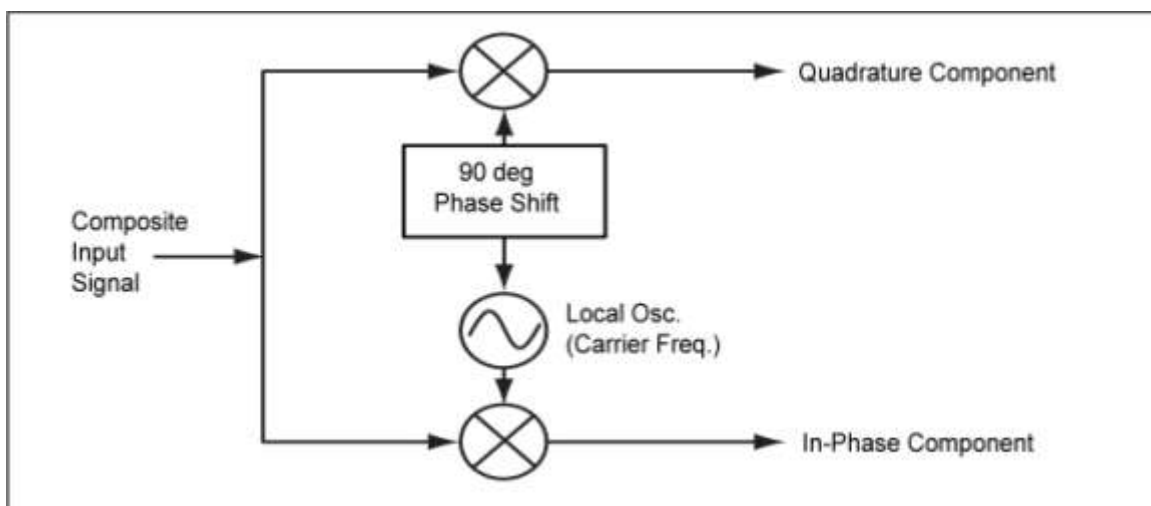 Quadrature Component
90 deg
Phase Shift
Composite
Input
Signal
Local Osc.
(Carrier Freq.)
In-Phase Component